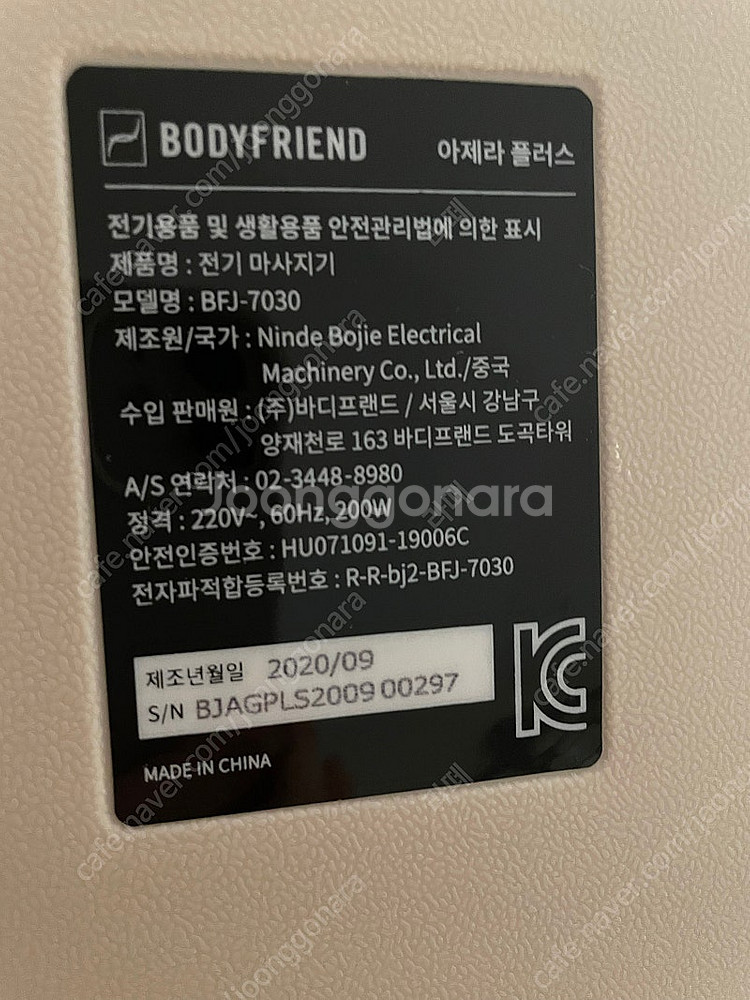 BODYFRIEND 아제라 플러스
전기용품 및 생활용품 안전관리법에 의한 표시
제품명 : 전기 마사지기
모델명 : BFJ-7030
제조원/국가 : Ninde Bojie Electrical
Machinery Co., Ltd./중국
수입 판매원 : (주)바디프랜드 / 서울시 강남구
양재천로 163 바디프랜드 도곡타워
A/S 연락처 : 02-3448-8980
Joonggonara
정격 : 220V~, 60Hz, 200W
안전인증번호 : HU071091-19006C
전자파적합등록번호 : R-R-bj2-BFJ-7030
제조년월일 2020/09
S/N BJAGPLS2009 00297
MADE IN CHINA